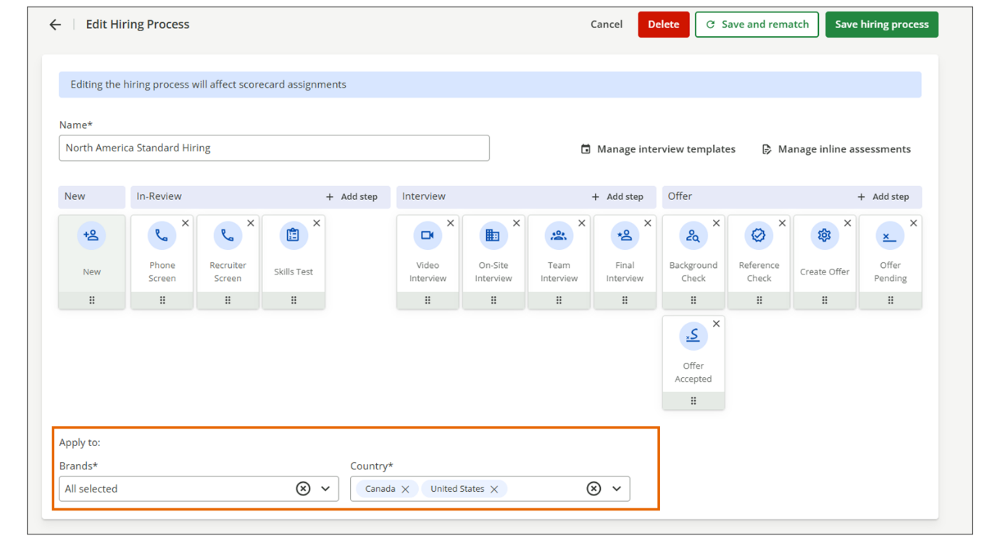 Edit Hiring Process
Cancel
Delete
Save and rematch
Save hiring process
Editing the hiring process will affect scorecard assignments
Name*
North America Standard Hiring
Manage interview templates
Manage inline assessments
New
In-Review
+ Add step
Interview
+ Add step
Offer
+ Add step
New
Phone
Screen
Recruiter
Screen
Skills Test
Video
Interview
On-Site
Interview
Team
Interview
Final
Interview
Background
Check
Reference
Check
Create Offer
Offer
Pending
Offer
Accepted
Apply to:
Brands*
All selected
Country*
Canada
United States